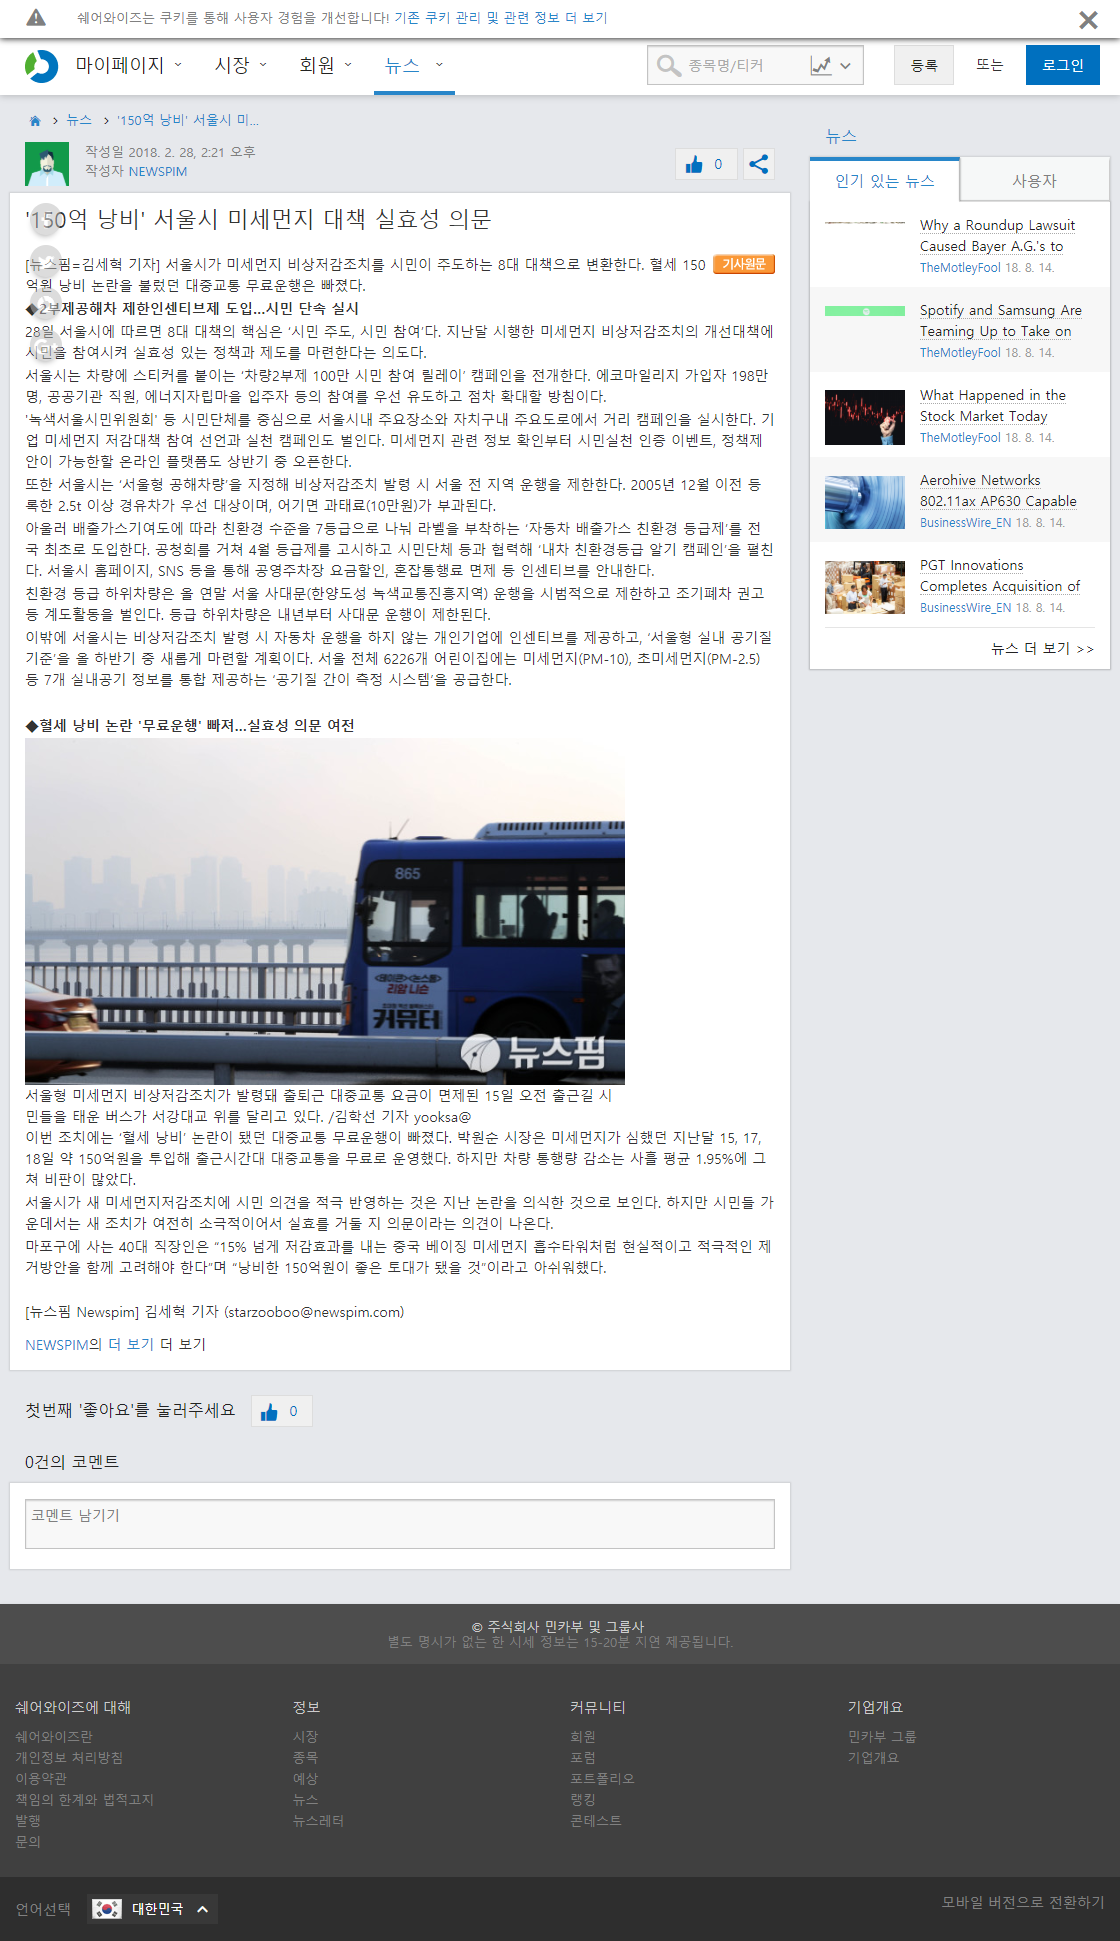 쉐어와이즈는 쿠키를 통해 사용자 경험을 개선합니다! 기존 쿠키 관리 및 관련 정보 더 보기
마이페이지 시장 회원 뉴스 종목명/티커 등록 또는 로그인
뉴스 '150억 낭비' 서울시 미...
작성일 2018. 2. 28, 2:21 오후
작성자 NEWSPIM
0
'150억 낭비' 서울시 미세먼지 대책 실효성 의문
[뉴스핌=김세혁 기자] 서울시가 미세먼지 비상저감조치를 시민이 주도하는 8대 대책으로 변환한다. 혈세 150 기사원문
억원 낭비 논란을 불렀던 대중교통 무료운행은 빠졌다.
◆2부제공해차 제한인센티브제 도입...시민 단속 실시
28일 서울시에 따르면 8대 대책의 핵심은 ‘시민 주도, 시민 참여’다. 지난달 시행한 미세먼지 비상저감조치의 개선대책에
시민을 참여시켜 실효성 있는 정책과 제도를 마련한다는 의도다.
서울시는 차량에 스티커를 붙이는 ‘차량2부제 100만 시민 참여 릴레이’ 캠페인을 전개한다. 에코마일리지 가입자 198만
명, 공공기관 직원, 에너지자립마을 입주자 등의 참여를 우선 유도하고 점차 확대할 방침이다.
'녹색서울시민위원회' 등 시민단체를 중심으로 서울시내 주요장소와 자치구내 주요도로에서 거리 캠페인을 실시한다. 기
업 미세먼지 저감대책 참여 선언과 실천 캠페인도 벌인다. 미세먼지 관련 정보 확인부터 시민실천 인증 이벤트, 정책제
안이 가능한할 온라인 플랫폼도 상반기 중 오픈한다.
또한 서울시는 ‘서울형 공해차량’을 지정해 비상저감조치 발령 시 서울 전 지역 운행을 제한한다. 2005년 12월 이전 등
록한 2.5t 이상 경유차가 우선 대상이며, 어기면 과태료(10만원)가 부과된다.
아울러 배출가스기여도에 따라 친환경 수준을 7등급으로 나눠 라벨을 부착하는 ‘자동차 배출가스 친환경 등급제’를 전
국 최초로 도입한다. 공청회를 거쳐 4월 등급제를 고시하고 시민단체 등과 협력해 ‘내차 친환경등급 알기 캠페인’을 펼친
다. 서울시 홈페이지, SNS 등을 통해 공영주차장 요금할인, 혼잡통행료 면제 등 인센티브를 안내한다.
친환경 등급 하위차량은 올 연말 서울 사대문(한양도성 녹색교통진흥지역) 운행을 시범적으로 제한하고 조기폐차 권고
등 계도활동을 벌인다. 등급 하위차량은 내년부터 사대문 운행이 제한된다.
이밖에 서울시는 비상저감조치 발령 시 자동차 운행을 하지 않는 개인기업에 인센티브를 제공하고, ‘서울형 실내 공기질
기준’을 올 하반기 중 새롭게 마련할 계획이다. 서울 전체 6226개 어린이집에는 미세먼지(PM-10), 초미세먼지(PM-2.5)
등 7개 실내공기 정보를 통합 제공하는 ‘공기질 간이 측정 시스템’을 공급한다.
◆혈세 낭비 논란 '무료운행' 빠져...실효성 의문 여전
865
<테이큰><논스톱>
리암 니슨
커뮤터
뉴스핌
서울형 미세먼지 비상저감조치가 발령돼 출퇴근 대중교통 요금이 면제된 15일 오전 출근길 시
민들을 태운 버스가 서강대교 위를 달리고 있다. /김학선 기자 yooksa@
이번 조치에는 ‘혈세 낭비’ 논란이 됐던 대중교통 무료운행이 빠졌다. 박원순 시장은 미세먼지가 심했던 지난달 15, 17,
18일 약 150억원을 투입해 출근시간대 대중교통을 무료로 운영했다. 하지만 차량 통행량 감소는 사흘 평균 1.95%에 그
쳐 비판이 많았다.
서울시가 새 미세먼지저감조치에 시민 의견을 적극 반영하는 것은 지난 논란을 의식한 것으로 보인다. 하지만 시민들 가
운데서는 새 조치가 여전히 소극적이어서 실효를 거둘 지 의문이라는 의견이 나온다.
마포구에 사는 40대 직장인은 “15% 넘게 저감효과를 내는 중국 베이징 미세먼지 흡수타워처럼 현실적이고 적극적인 제
거방안을 함께 고려해야 한다”며 “낭비한 150억원이 좋은 토대가 됐을 것”이라고 아쉬워했다.
[뉴스핌 Newspim] 김세혁 기자 (starzooboo@newspim.com)
NEWSPIM의 더 보기 더 보기
첫번째 '좋아요'를 눌러주세요 0
0건의 코멘트
코멘트 남기기
뉴스
인기 있는 뉴스 사용자
Why a Roundup Lawsuit
Caused Bayer A.G.'s to
TheMotleyFool 18. 8. 14.
Spotify and Samsung Are
Teaming Up to Take on
TheMotleyFool 18. 8. 14.
What Happened in the
Stock Market Today
TheMotleyFool 18. 8. 14.
Aerohive Networks
802.11ax AP630 Capable
BusinessWire_EN 18. 8. 14.
PGT Innovations
Completes Acquisition of
BusinessWire_EN 18. 8. 14.
뉴스 더 보기 >>
© 주식회사 민카부 및 그룹사
별도 명시가 없는 한 시세 정보는 15-20분 지연 제공됩니다.
쉐어와이즈에 대해
쉐어와이즈란
개인정보 처리방침
이용약관
책임의 한계와 법적고지
발행
문의
정보
시장
종목
예상
뉴스
뉴스레터
커뮤니티
회원
포럼
포트폴리오
랭킹
콘테스트
기업개요
민카부 그룹
기업개요
언어선택 대한민국
모바일 버전으로 전환하기